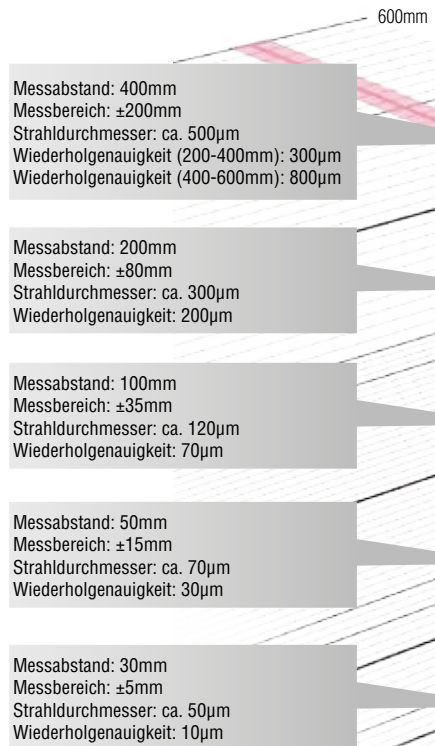 600mm
Messabstand: 400mm
Messbereich: ±200mm
Strahldurchmesser: ca. 500µm
Wiederholgenauigkeit (200-400mm): 300µm
Wiederholgenauigkeit (400-600mm): 800µm
Messabstand: 200mm
Messbereich: ±80mm
Strahldurchmesser: ca. 300µm
Wiederholgenauigkeit: 200µm
Messabstand: 100mm
Messbereich: ±35mm
Strahldurchmesser: ca. 120µm
Wiederholgenauigkeit: 70µm
Messabstand: 50mm
Messbereich: ±15mm
Strahldurchmesser: ca. 70µm
Wiederholgenauigkeit: 30µm
Messabstand: 30mm
Messbereich: ±5mm
Strahldurchmesser: ca. 50µm
Wiederholgenauigkeit: 10µm